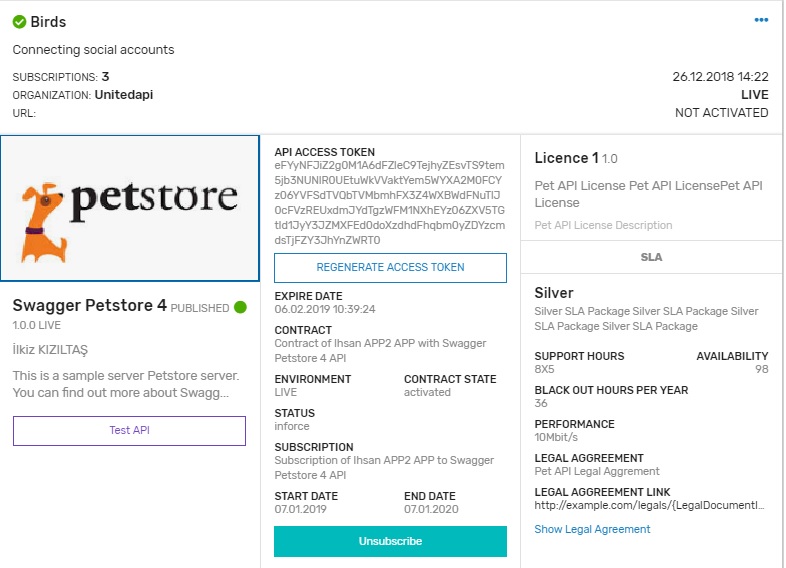 Birds
Connecting social accounts
SUBSCRIPTIONS: 3
ORGANIZATION: Unitedapi
URL:
26.12.2018 14:22
LIVE
NOT ACTIVATED
petstore
Swagger Petstore 4 PUBLISHED
1.0.0 LIVE
İlkiz KIZILTAŞ
This is a sample server Petstore server.
You can find out more about Swagg...
Test API
API ACCESS TOKEN
eFYyNFJiZ2g0M1A6dFZleC9TejhyZEsvTS9tem
5jb3NUNlR0UEtuWkVVaktYem5WYXA2M0FCY
z06YVFSdTVQbTVMbmhFX3Z4WXBWdFNuTlJ
0cFVzREUxdmJYdTgzWFM1NXhEYz06ZXV5TG
tId1JyY3JZMXFEd0doXzdhdFhqbm0yZDYzcm
dsTjFZY3JhYnZWRT0
REGENERATE ACCESS TOKEN
EXPIRE DATE
06.02.2019 10:39:24
CONTRACT
Contract of Ihsan APP2 APP with Swagger
Petstore 4 API
ENVIRONMENT
LIVE
CONTRACT STATE
activated
STATUS
inforce
SUBSCRIPTION
Subscription of Ihsan APP2 APP to Swagger
Petstore 4 API
START DATE
07.01.2019
END DATE
07.01.2020
Unsubscribe
Licence 1 1.0
Pet API License Pet API LicensePet API
License
Pet API License Description
SLA
Silver
Silver SLA Package Silver SLA Package Silver
SLA Package Silver SLA Package
SUPPORT HOURS
8X5
AVAILABILITY
98
BLACK OUT HOURS PER YEAR
36
PERFORMANCE
10Mbit/s
LEGAL AGREEMENT
Pet API Legal Aggrement
LEGAL AGREEMENT LINK
http://example.com/legals/{LegalDocumentI...
Show Legal Agreement